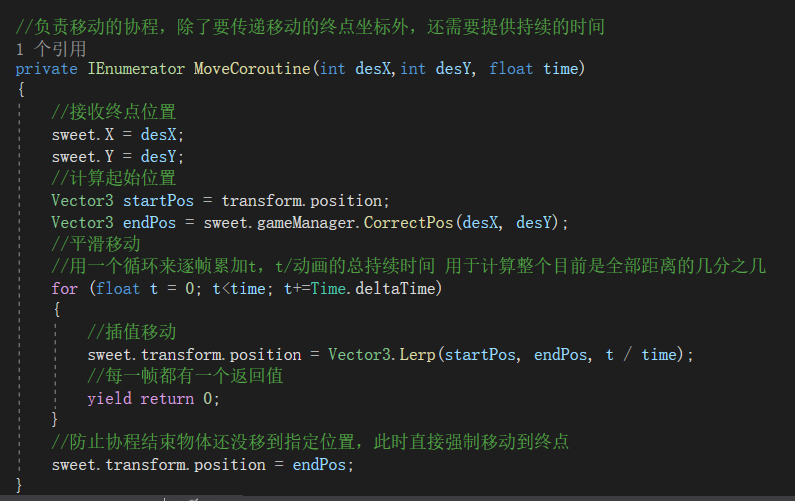 //负责移动的协程，除了要传递移动的终点坐标外，还需要提供持续的时间
1 个引用
private IEnumerator MoveCoroutine(int desX,int desY, float time)
{
//接收终点位置
sweet.X = desX;
sweet.Y = desY;
//计算起始位置
Vector3 startPos = transform.position;
Vector3 endPos = sweet.gameManager.CorrectPos(desX, desY);
//平滑移动
//用一个循环来逐帧累加t，t/动画的总持续时间 用于计算整个目前是全部距离的几分之几
for (float t = 0; t<time; t+=Time.deltaTime)
{
//插值移动
sweet.transform.position = Vector3.Lerp(startPos, endPos, t / time);
//每一帧都有一个返回值
yield return 0;
}
//防止协程结束物体还没移到指定位置，此时直接强制移动到终点
sweet.transform.position = endPos;
}